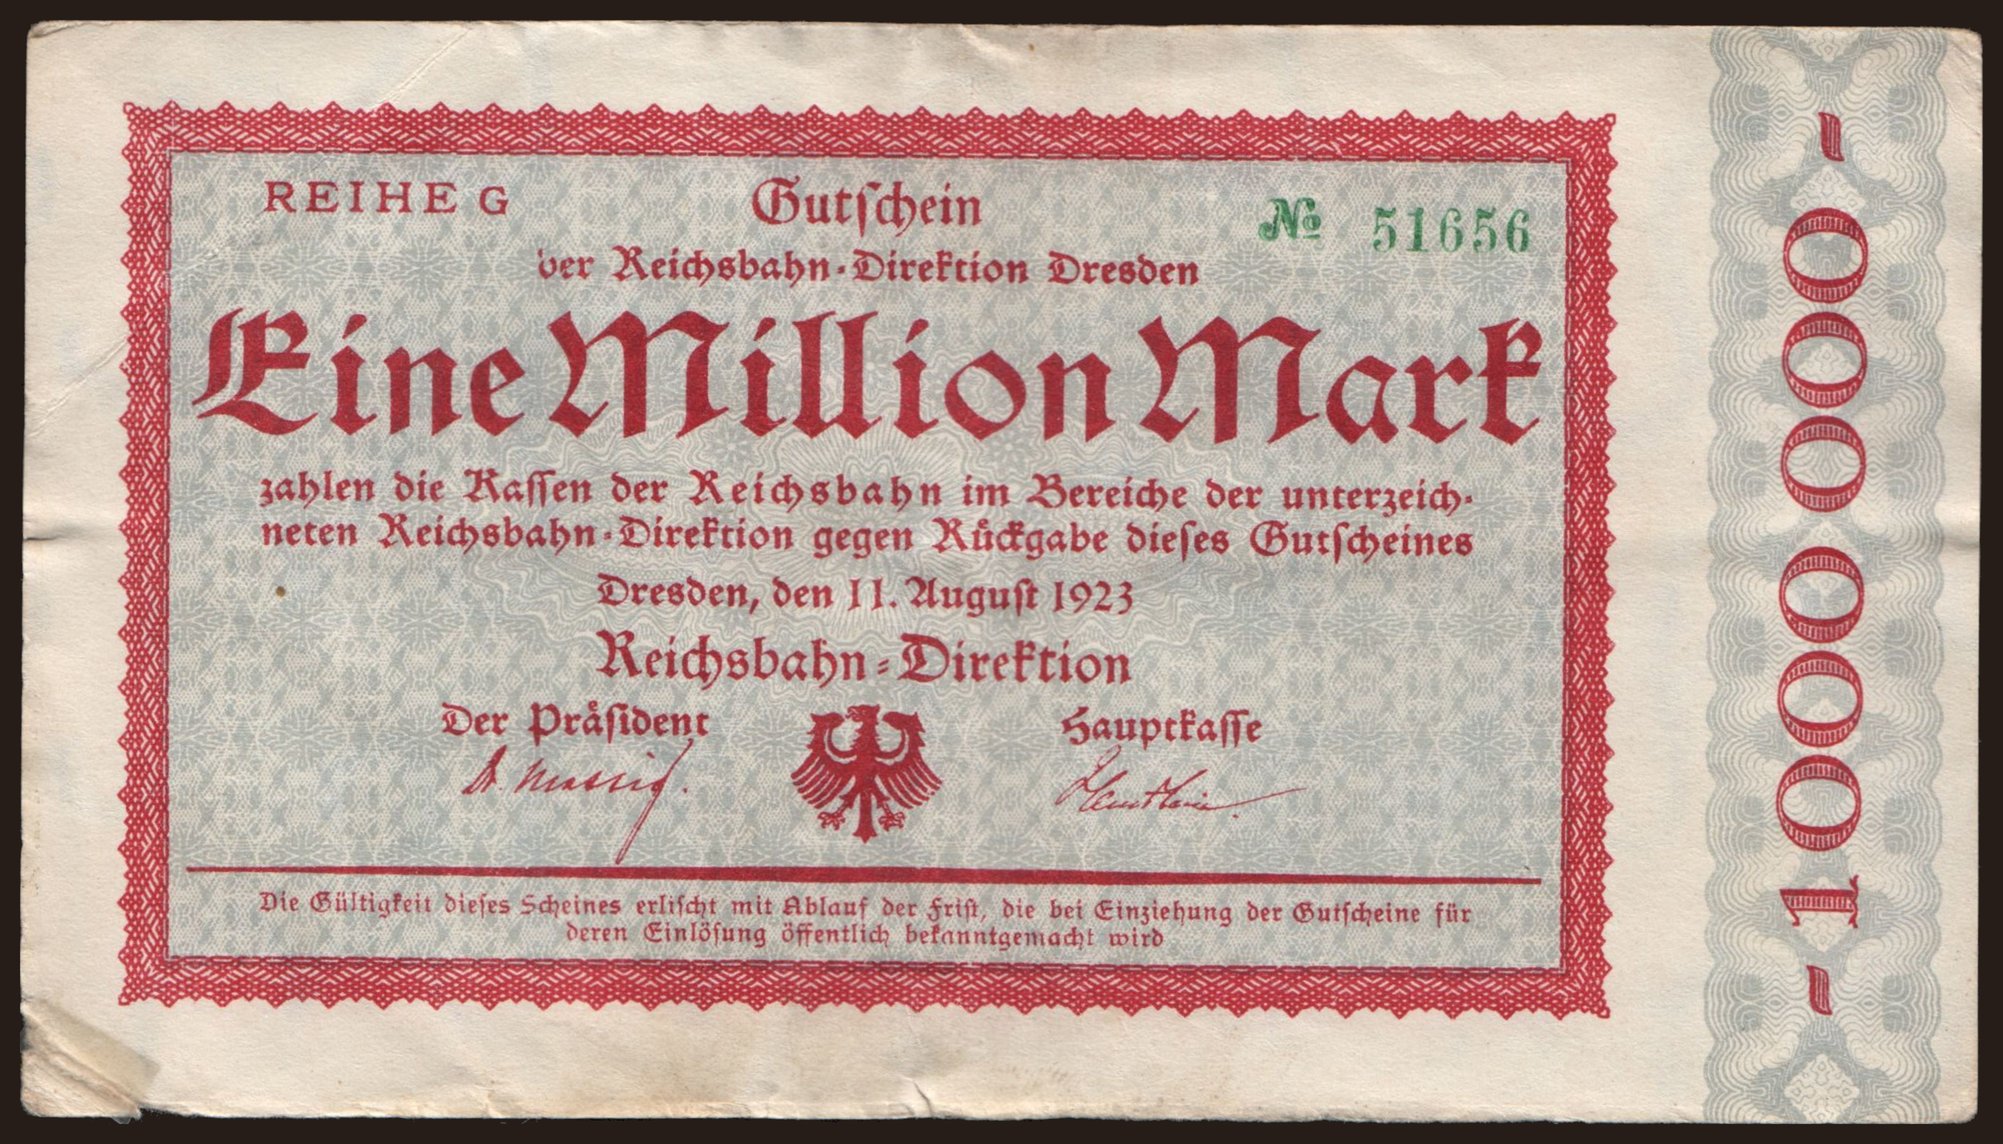 REIHE G
Gutschein
№ 51656
der Reichsbahn-Direktion Dresden
Eine Million Mark
zahlen die Kassen der Reichsbahn im Bereiche der unterzeich-
neten Reichsbahn-Direktion gegen Rückgabe dieses Gutscheines
Dresden, den 11. August 1923
Reichsbahn-Direktion
Der Präsident
Hauptkasse
Die Gültigkeit dieses Scheines erlischt mit Ablauf der Frist, die bei Einziehung der Gutscheine für
deren Einlösung öffentlich bekanntgemacht wird
-1000000-